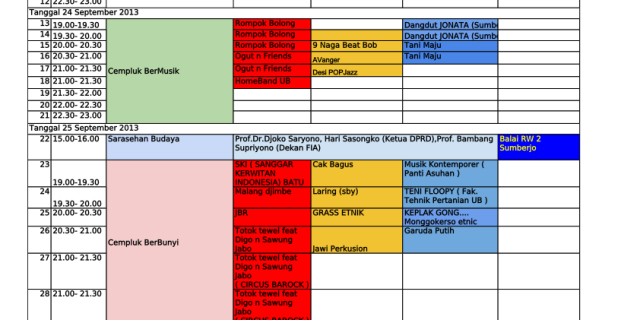 12 22.30- 23.00
Tanggal 24 September 2013
13 19.00-19.30 Rompok Bolong Dangdut JONATA (Sumb
14 19.30- 20.00 Rompok Bolong Dangdut JONATA (Sumb
15 20.00- 20.30 Rompok Bolong 9 Naga Beat Bob Tani Maju
16 20.30-21.00 Ogut n Friends AVanger Tani Maju
17 21.00-21.30 Cempluk BerMusik Ogut n Friends Desi POPJazz
18 21.00-21.30 HomeBand UB
19 21.30- 22.00
20 22.00- 22.30
21 22.30- 23.00
Tanggal 25 September 2013
22 15.00-16.00 Sarasehan Budaya Prof.Dr.Djoko Saryono, Hari Sasongko (Ketua DPRD),Prof. Bambang Balai RW 2
Supriyono (Dekan FIA) Sumberjo
23 SKI ( SANGGAR Cak Bagus Musik Kontemporer (
KERWITAN Panti Asuhan )
19.00-19.30 INDONESIA) BATU
24 Malang djimbe Laring (sby) TENI FLOOPY ( Fak.
19.30- 20.00 Tehnik Pertanian UB )
25 20.00- 20.30 JBR GRASS ETNIK KEPLAK GONG....
Monggokerso etnic
26 20.30- 21.00 Totok tewel feat Garuda Putih
Cempluk BerBunyi Digo n Sawung
Jabo Jawi Perkusion
27 21.00- 21.30 Totok tewel feat
Digo n Sawung
Jabo
( CIRCUS BAROCK )
28 21.00- 21.30 Totok tewel feat
Digo n Sawung
Jabo
( CIRCUS BAROCK )